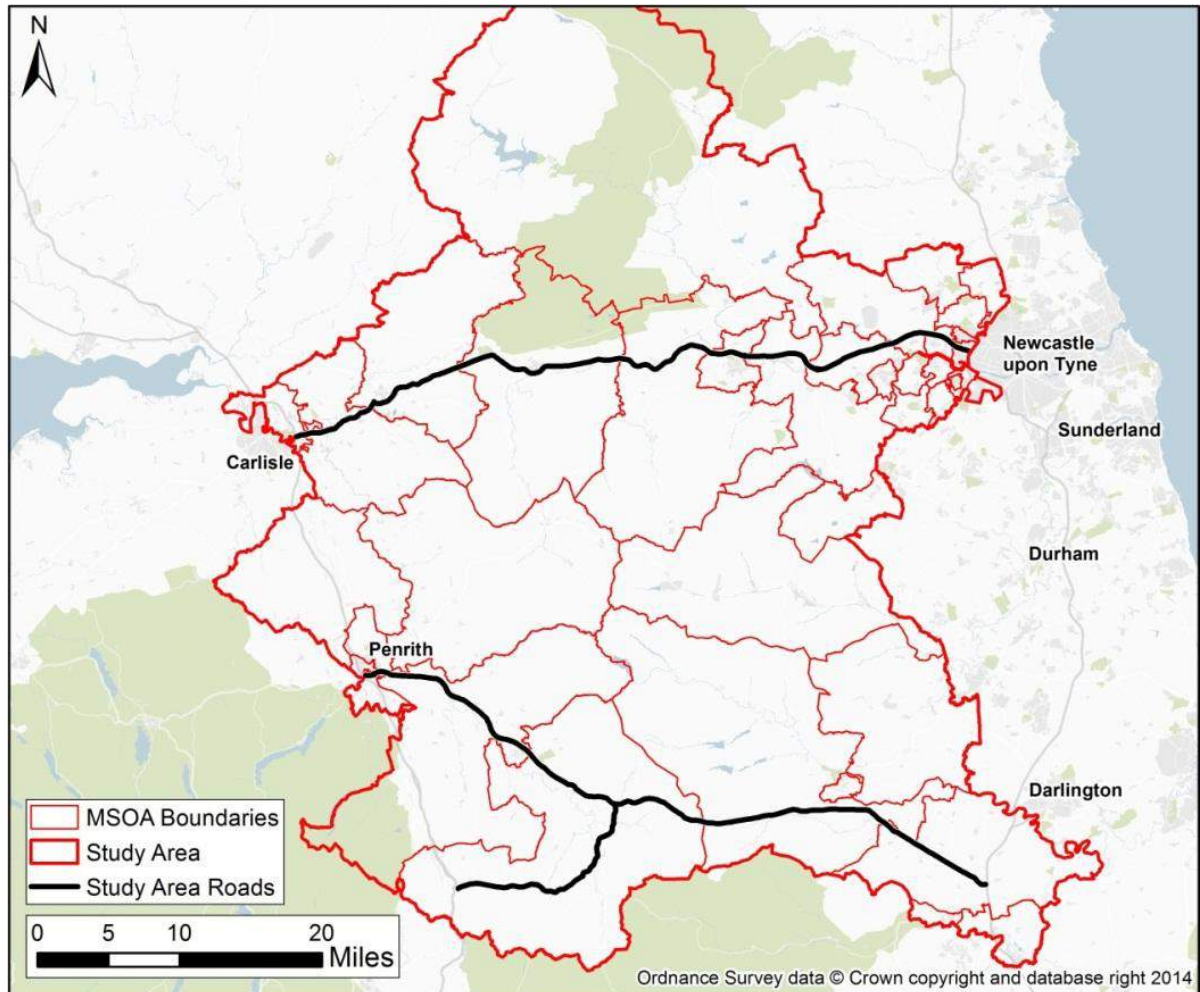 N
Newcastle
upon Tyne
Sunderland
Carlisle
Durham
Penrith
Darlington
MSOA Boundaries
Study Area
Study Area Roads
0 5 10 20
Miles
Ordnance Survey data © Crown copyright and database right 2014